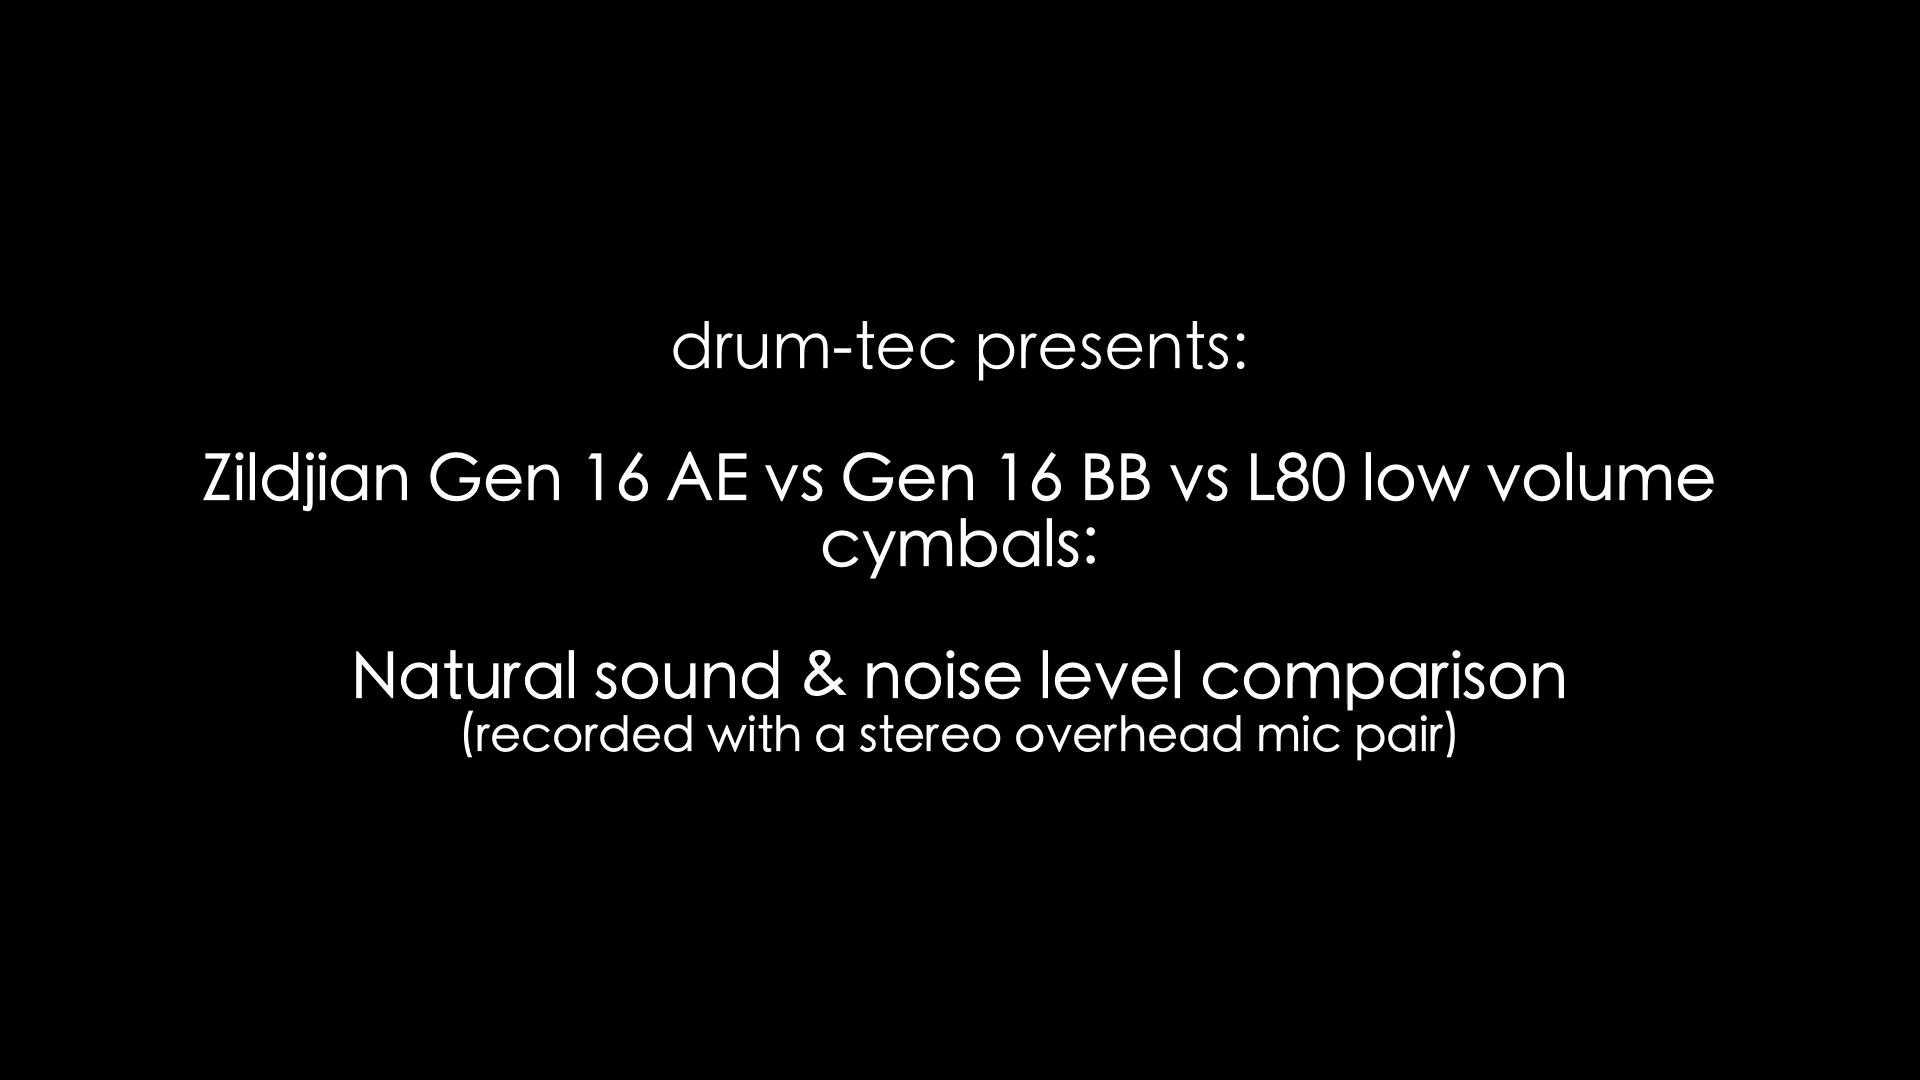 drum-tec presents:
Zildjian Gen 16 AE vs Gen 16 BB vs L80 low volume
cymbals:
Natural sound & noise level comparison
(recorded with a stereo overhead mic pair)